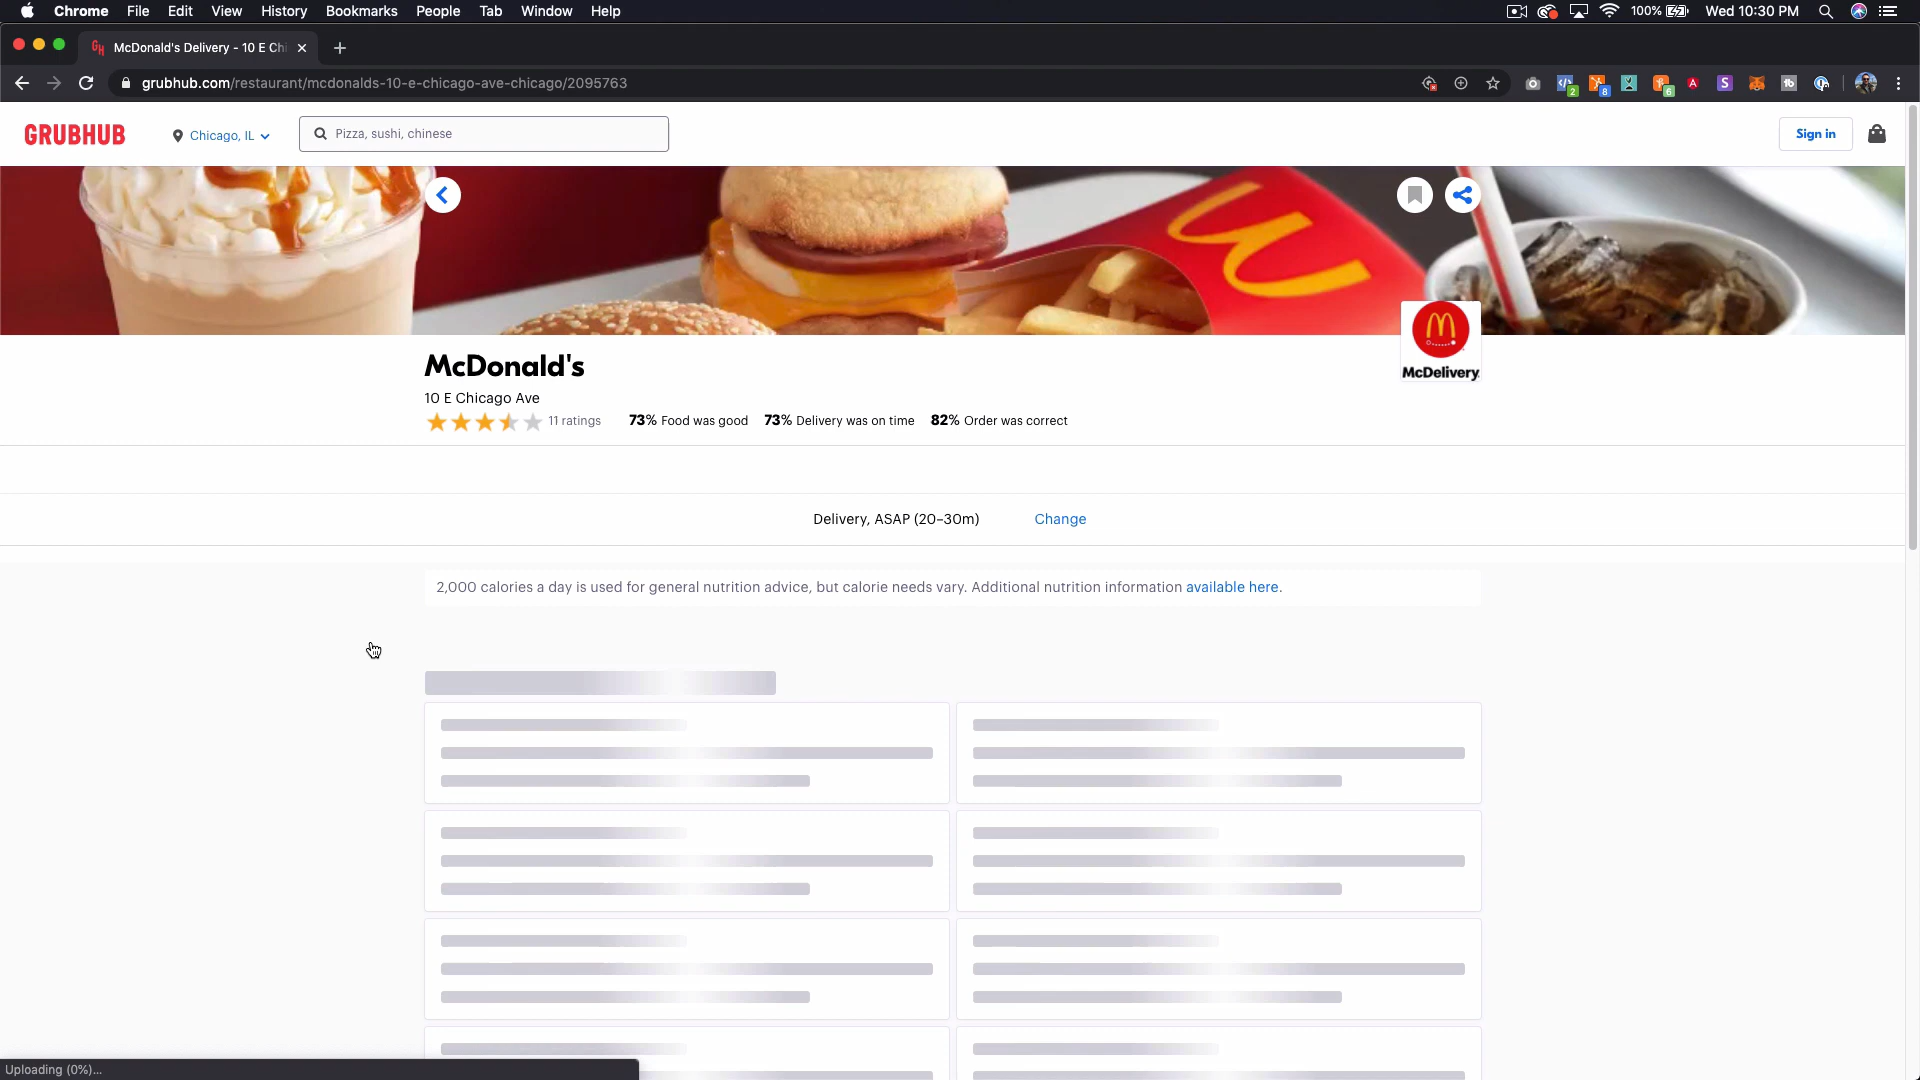 Chrome File Edit View History Bookmarks People Tab Window Help 100% Wed 10:30 PM
McDonald's Delivery - 10 E Chi
grubhub.com/restaurant/mcdonalds-10-e-chicago-ave-chicago/2095763
2 8 6 A S tb
GRUBHUB Chicago, IL Pizza, sushi, chinese Sign in
McDelivery
McDonald's
10 E Chicago Ave
11 ratings 73% Food was good 73% Delivery was on time 82% Order was correct
Delivery, ASAP (20–30m) Change
2,000 calories a day is used for general nutrition advice, but calorie needs vary. Additional nutrition information available here.
Uploading (0%)...